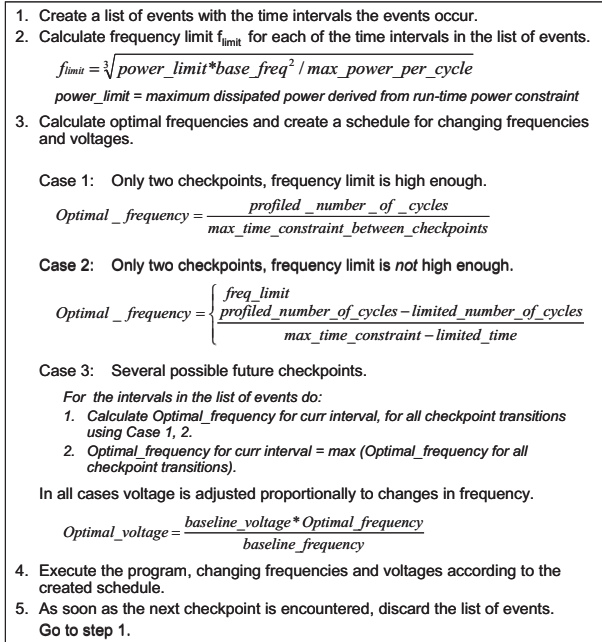 1. Create a list of events with the time intervals the events occur.
2. Calculate frequency limit f_limit for each of the time intervals in the list of events.
f_limit = ∛(power_limit*base_freq² / max_power_per_cycle)
power_limit = maximum dissipated power derived from run-time power constraint
3. Calculate optimal frequencies and create a schedule for changing frequencies
and voltages.
Case 1: Only two checkpoints, frequency limit is high enough.
Optimal_frequency = profiled_number_of_cycles / max_time_constraint_between_checkpoints
Case 2: Only two checkpoints, frequency limit is not high enough.
Optimal_frequency = { freq_limit
profiled_number_of_cycles – limited_number_of_cycles
max_time_constraint – limited_time
Case 3: Several possible future checkpoints.
For the intervals in the list of events do:
1. Calculate Optimal_frequency for curr interval, for all checkpoint transitions
using Case 1, 2.
2. Optimal_frequency for curr interval = max (Optimal_frequency for all
checkpoint transitions).
In all cases voltage is adjusted proportionally to changes in frequency.
Optimal_voltage = baseline_voltage * Optimal_frequency / baseline_frequency
4. Execute the program, changing frequencies and voltages according to the
created schedule.
5. As soon as the next checkpoint is encountered, discard the list of events.
Go to step 1.